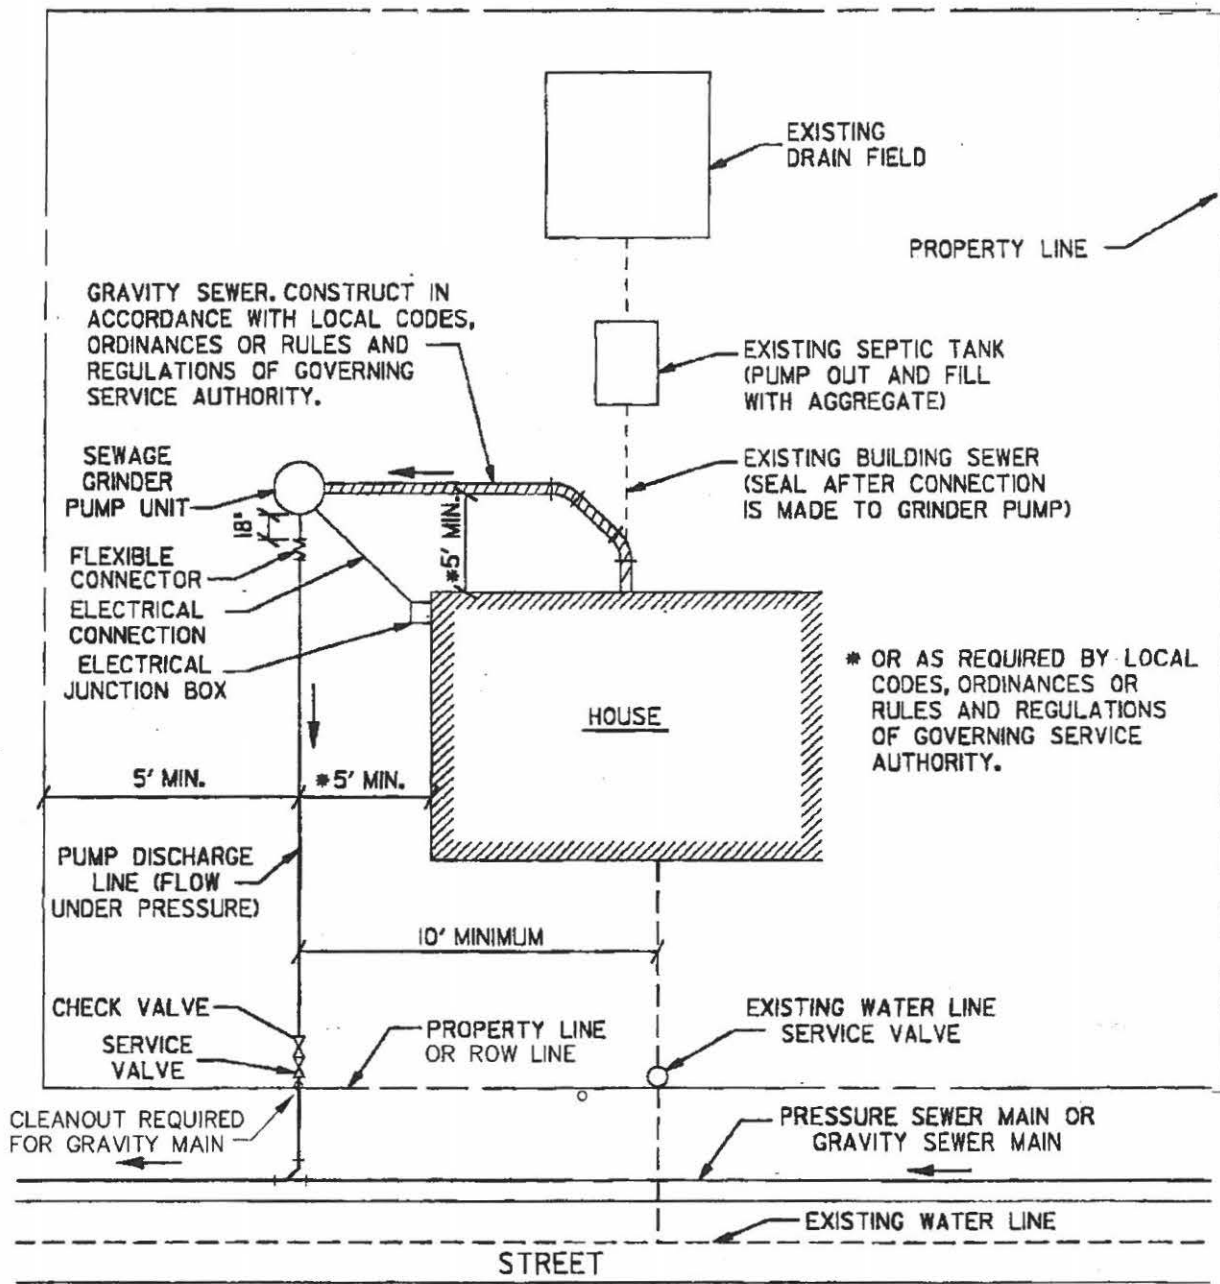 EXISTING
DRAIN FIELD
PROPERTY LINE
GRAVITY SEWER. CONSTRUCT IN
ACCORDANCE WITH LOCAL CODES,
ORDINANCES OR RULES AND
REGULATIONS OF GOVERNING
SERVICE AUTHORITY.
EXISTING SEPTIC TANK
(PUMP OUT AND FILL
WITH AGGREGATE)
SEWAGE
GRINDER
PUMP UNIT
EXISTING BUILDING SEWER
(SEAL AFTER CONNECTION
IS MADE TO GRINDER PUMP)
18"
*5' MIN.
FLEXIBLE
CONNECTOR
ELECTRICAL
CONNECTION
ELECTRICAL
JUNCTION BOX
HOUSE
* OR AS REQUIRED BY LOCAL
CODES, ORDINANCES OR
RULES AND REGULATIONS
OF GOVERNING SERVICE
AUTHORITY.
5' MIN.
*5' MIN.
PUMP DISCHARGE
LINE (FLOW
UNDER PRESSURE)
10' MINIMUM
CHECK VALVE
SERVICE
VALVE
PROPERTY LINE
OR ROW LINE
EXISTING WATER LINE
SERVICE VALVE
CLEANOUT REQUIRED
FOR GRAVITY MAIN
PRESSURE SEWER MAIN OR
GRAVITY SEWER MAIN
EXISTING WATER LINE
STREET